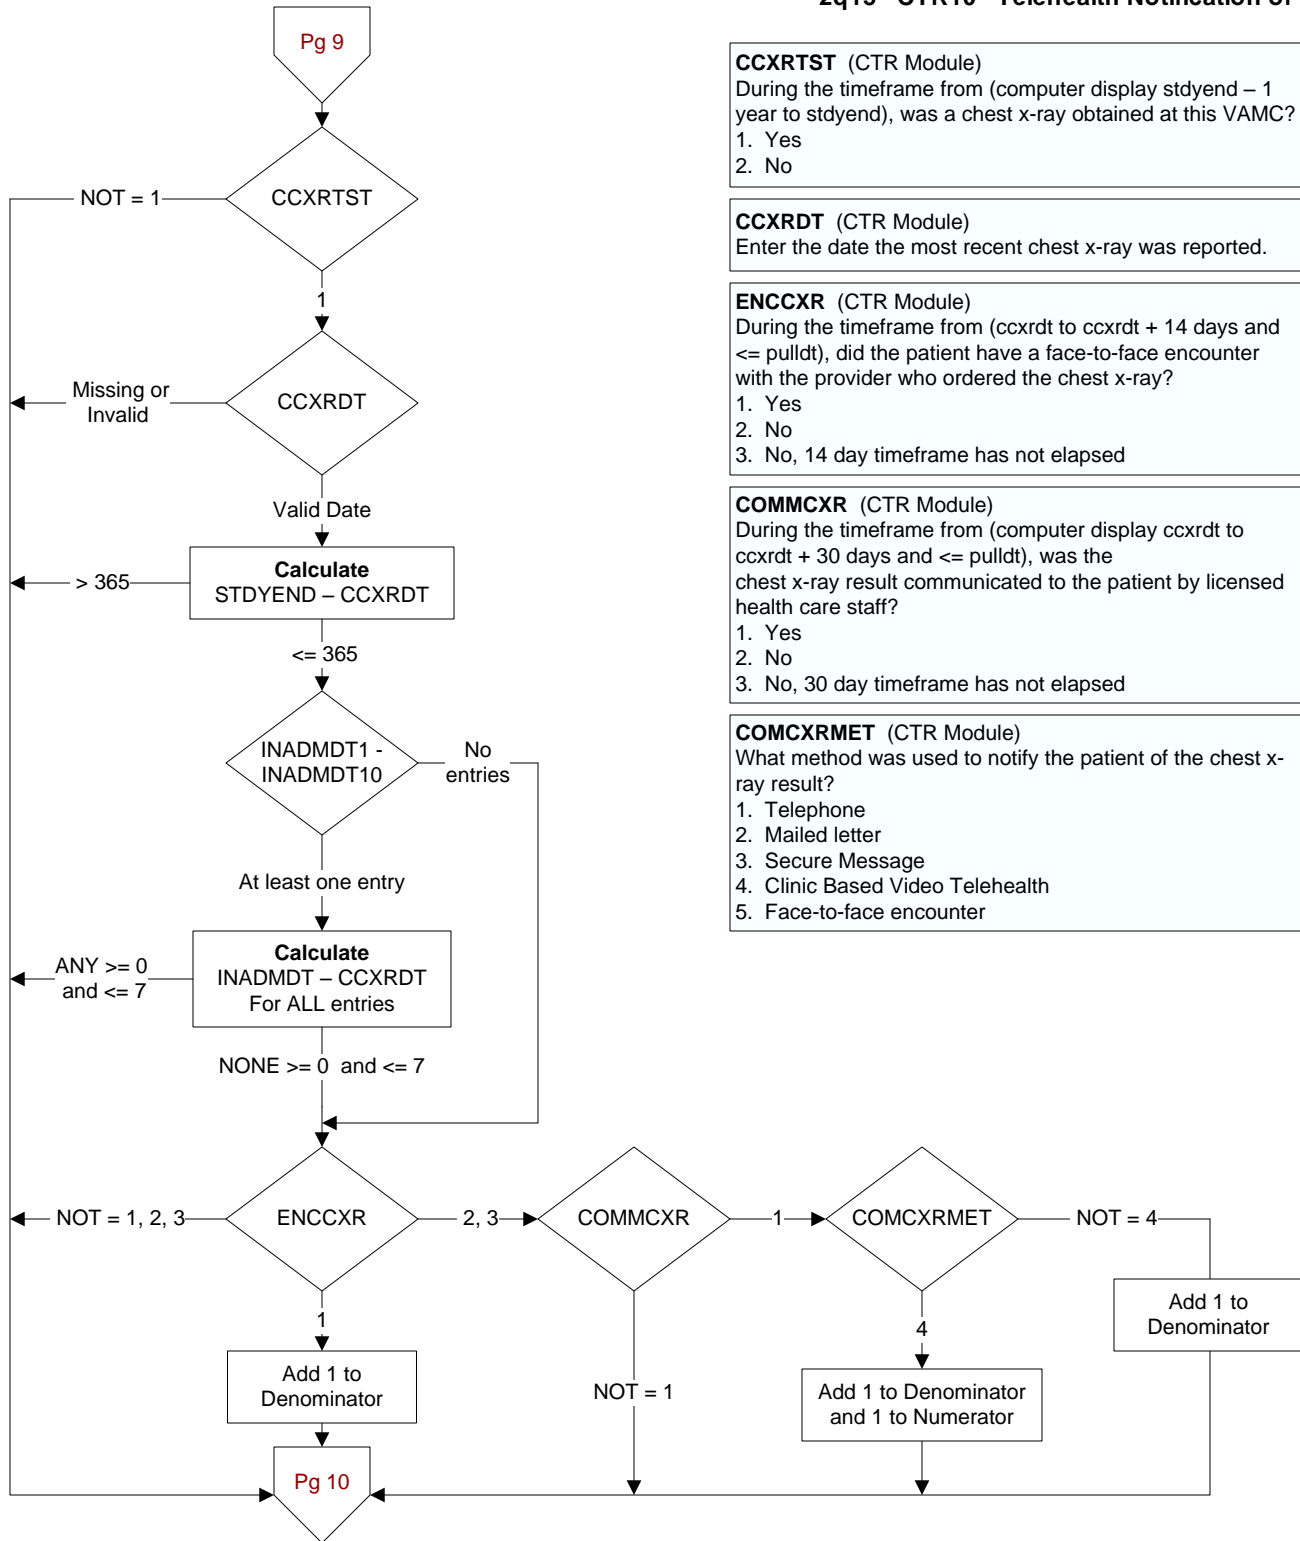 2q15 - CTR10 - Telehealth Notification of
Pg 9
CCXRTST
NOT = 1
1
CCXRDT
Missing or
Invalid
Valid Date
Calculate
STDYEND – CCXRDT
> 365
<= 365
INADMDT1 -
INADMDT10
No
entries
At least one entry
Calculate
INADMDT – CCXRDT
For ALL entries
ANY >= 0
and <= 7
NONE >= 0 and <= 7
NOT = 1, 2, 3
ENCCXR
2, 3
COMMCXR
1
COMCXRMET
NOT = 4
Add 1 to
Denominator
1
4
Add 1 to
Denominator
NOT = 1
Add 1 to Denominator
and 1 to Numerator
Pg 10
CCXRTST (CTR Module)
During the timeframe from (computer display stdyend – 1
year to stdyend), was a chest x-ray obtained at this VAMC?
1. Yes
2. No
CCXRDT (CTR Module)
Enter the date the most recent chest x-ray was reported.
ENCCXR (CTR Module)
During the timeframe from (ccxrdt to ccxrdt + 14 days and
<= pulldt), did the patient have a face-to-face encounter
with the provider who ordered the chest x-ray?
1. Yes
2. No
3. No, 14 day timeframe has not elapsed
COMMCXR (CTR Module)
During the timeframe from (computer display ccxrdt to
ccxrdt + 30 days and <= pulldt), was the
chest x-ray result communicated to the patient by licensed
health care staff?
1. Yes
2. No
3. No, 30 day timeframe has not elapsed
COMCXRMET (CTR Module)
What method was used to notify the patient of the chest x-
ray result?
1. Telephone
2. Mailed letter
3. Secure Message
4. Clinic Based Video Telehealth
5. Face-to-face encounter